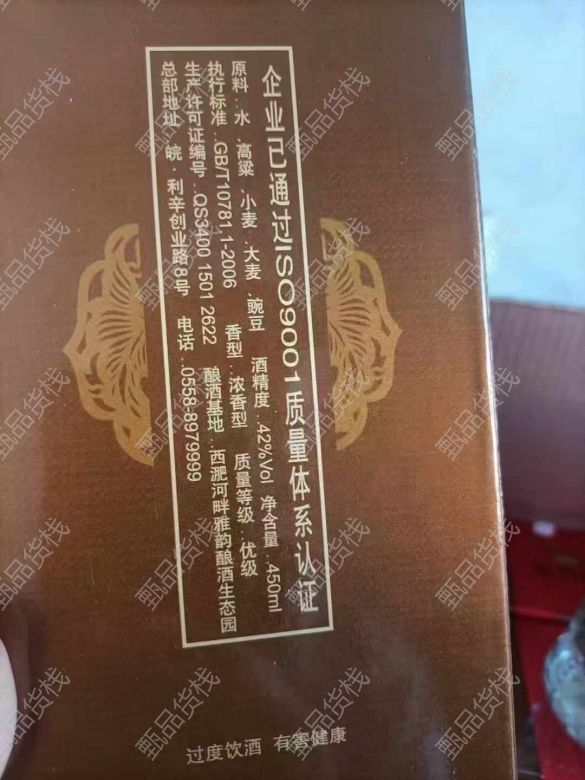 企业已通过ISO9001质量体系认证
原料:水、高粱、小麦、大麦、豌豆 酒精度:42%Vol 净含量:450ml
执行标准:GB/T10781.1-2006 香型:浓香型 质量等级:优级
生产许可证编号:QS3400 1501 2622 酿酒基地:西淝河畔雅韵酿酒生态园
总部地址:皖·利辛创业路8号 电话:0558-8979999
过度饮酒 有害健康
甄品货栈